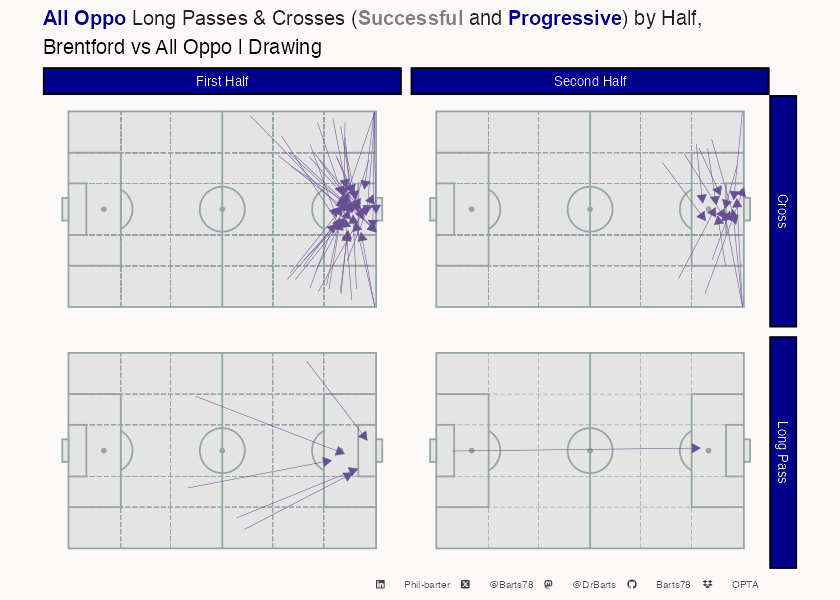 All Oppo Long Passes & Crosses (Successful and Progressive) by Half,
Brentford vs All Oppo | Drawing
First Half
Second Half
Cross
Long Pass
Phil-barter @Barts78 @DrBarts Barts78 OPTA